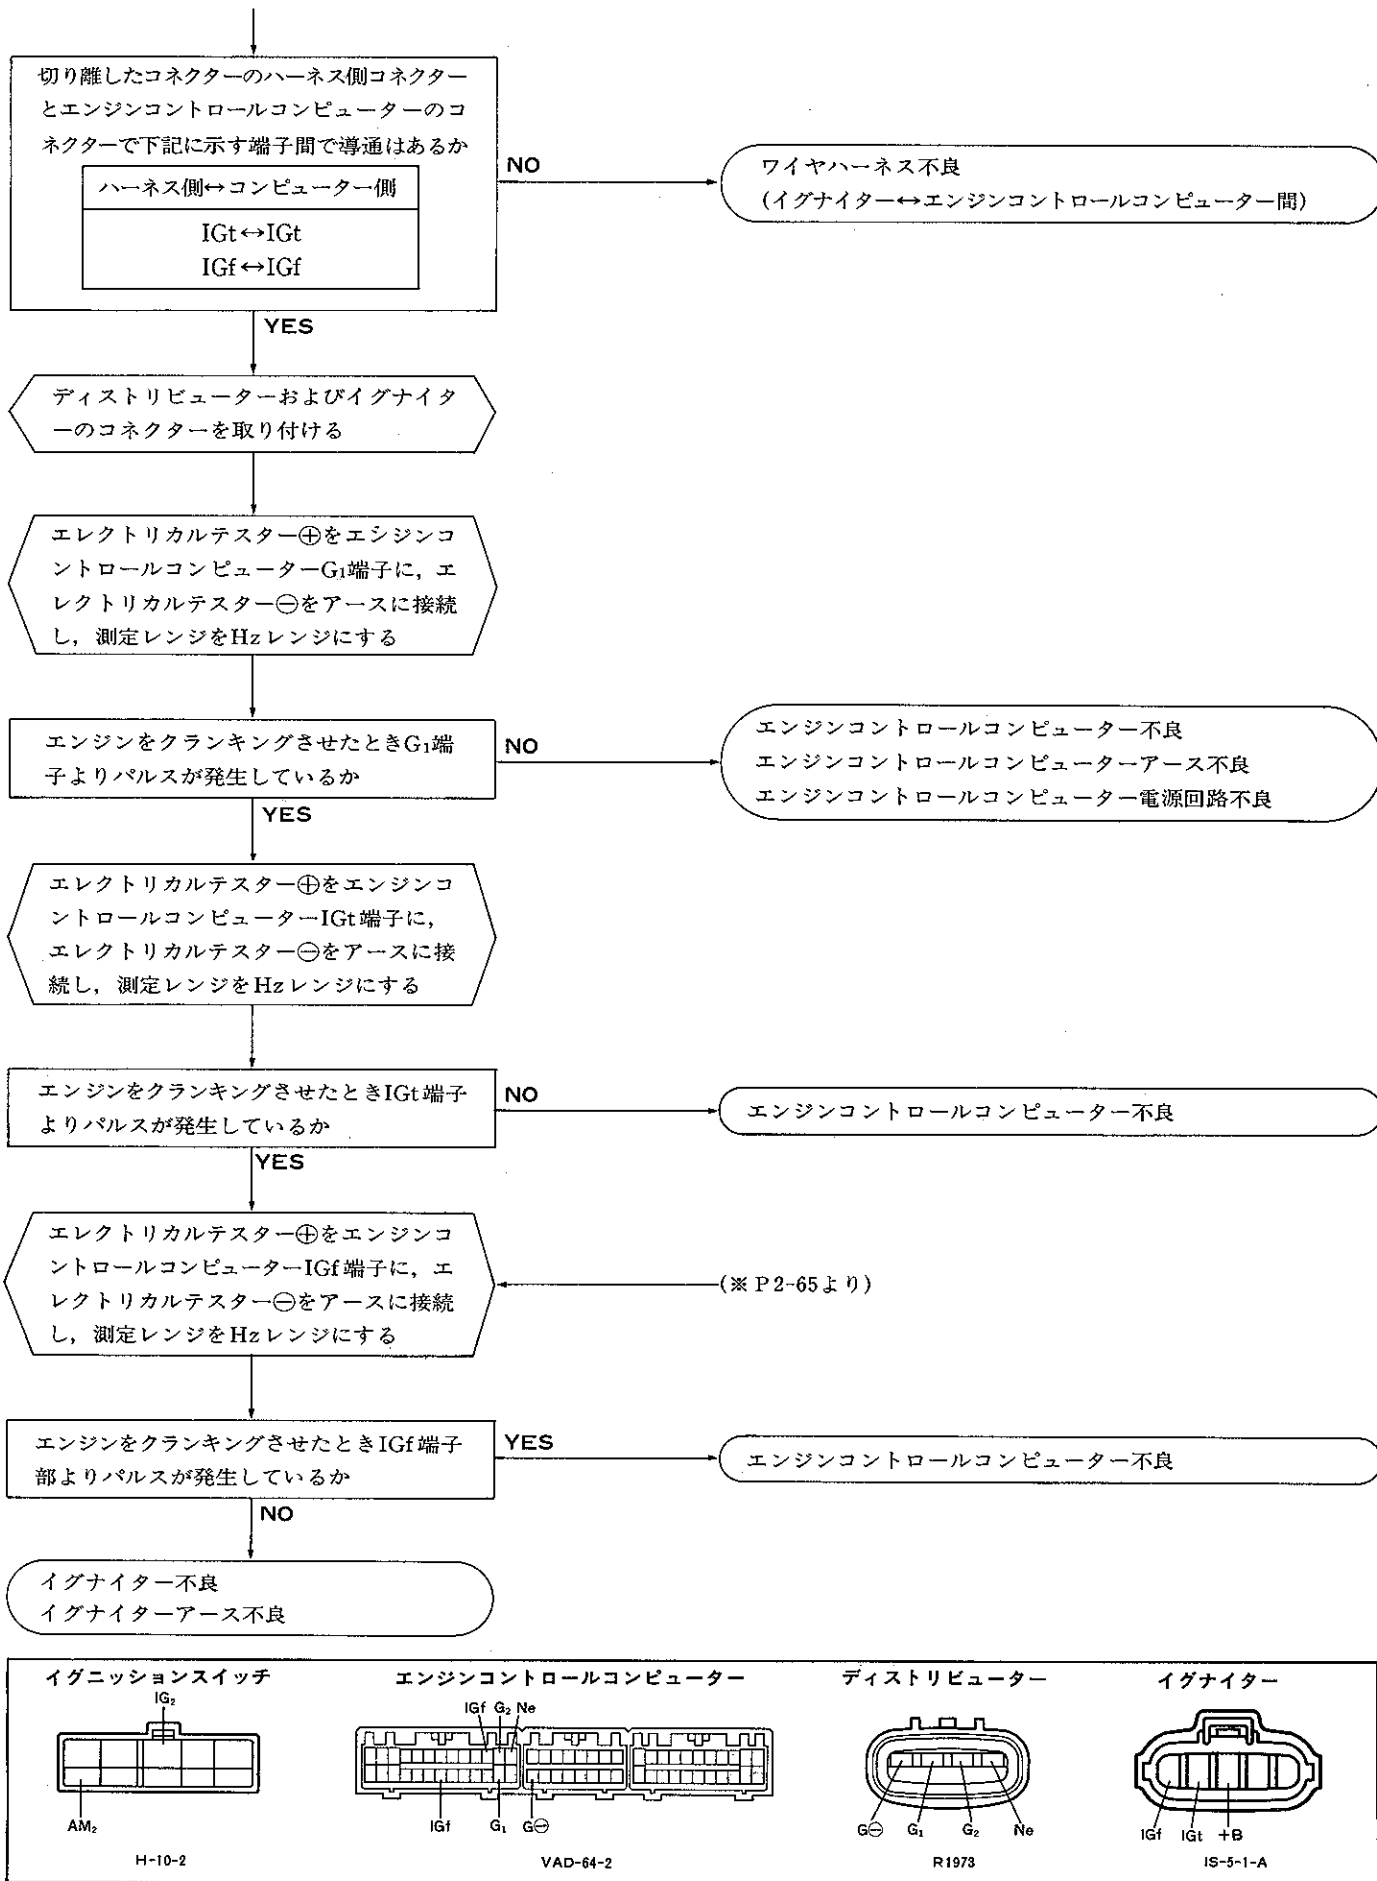 切り離したコネクターのハーネス側コネクター
とエンジンコントロールコンピューターのコ
ネクターで下記に示す端子間で導通はあるか
ハーネス側↔コンピューター側
IGt↔IGt
IGf↔IGf
NO
ワイヤハーネス不良
(イグナイター↔エンジンコントロールコンピューター間)
YES
ディストリビューターおよびイグナイタ
ーのコネクターを取り付ける
エレクトリカルテスター⊕をエンジンコ
ントロールコンピューターG₁端子に，エ
レクトリカルテスター⊖をアースに接続
し，測定レンジをHzレンジにする
エンジンをクランキングさせたときG₁端
子よりパルスが発生しているか
NO
エンジンコントロールコンピューター不良
エンジンコントロールコンピューターアース不良
エンジンコントロールコンピューター電源回路不良
YES
エレクトリカルテスター⊕をエンジンコ
ントロールコンピューターIGt端子に，
エレクトリカルテスター⊖をアースに接
続し，測定レンジをHzレンジにする
エンジンをクランキングさせたときIGt端子
よりパルスが発生しているか
NO
エンジンコントロールコンピューター不良
YES
エレクトリカルテスター⊕をエンジンコ
ントロールコンピューターIGf端子に，エ
レクトリカルテスター⊖をアースに接続
し，測定レンジをHzレンジにする
(※P2-65より)
エンジンをクランキングさせたときIGf端子
部よりパルスが発生しているか
YES
エンジンコントロールコンピューター不良
NO
イグナイター不良
イグナイターアース不良
イグニッションスイッチ
IG₂
AM₂
H-10-2
エンジンコントロールコンピューター
IGf G₂ Ne
IGf G₁ G⊖
VAD-64-2
ディストリビューター
G⊖ G₁ G₂ Ne
R1973
イグナイター
IGf IGt +B
IS-5-1-A